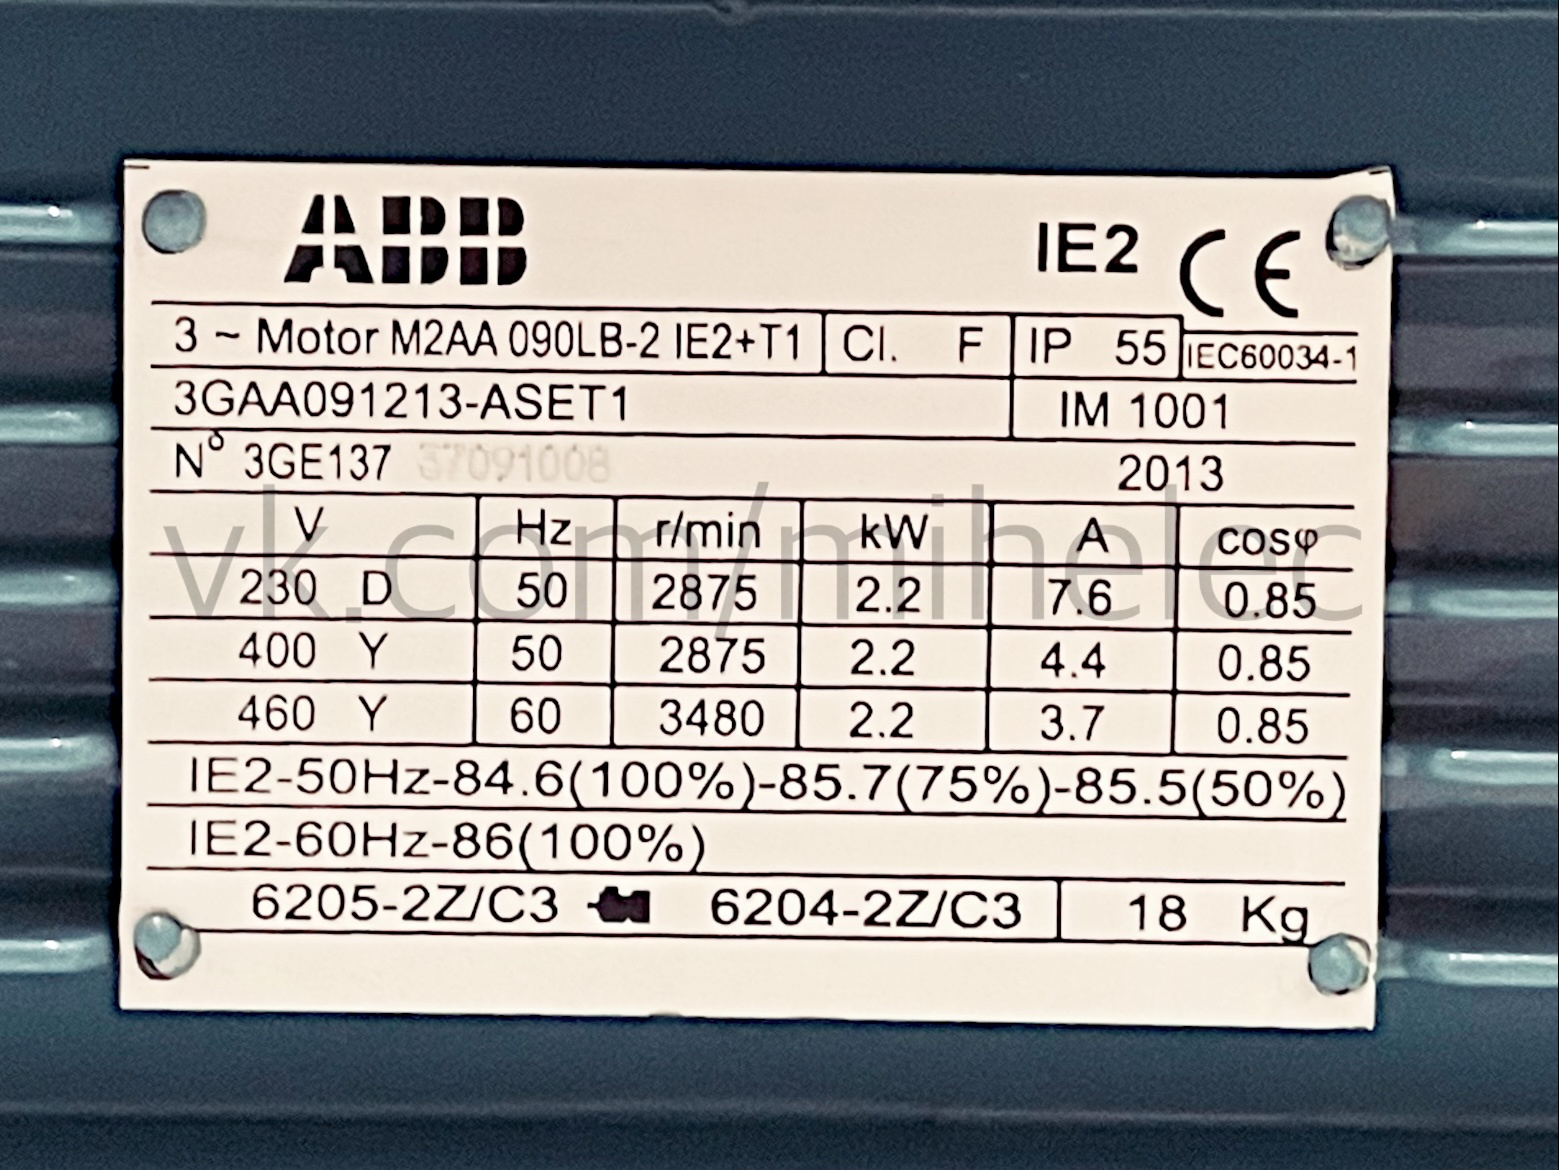 ABB IE2 CE
3 ~ Motor M2AA 090LB-2 IE2+T1 Cl. F IP 55 IEC60034-1
3GAA091213-ASET1 IM 1001
Nº 3GE137 37091008 2013
V Hz r/min kW A cosφ
230 D 50 2875 2.2 7.6 0.85
400 Y 50 2875 2.2 4.4 0.85
460 Y 60 3480 2.2 3.7 0.85
IE2-50Hz-84.6(100%)-85.7(75%)-85.5(50%)
IE2-60Hz-86(100%)
6205-2Z/C3 6204-2Z/C3 18 Kg
vk.com/mihelec